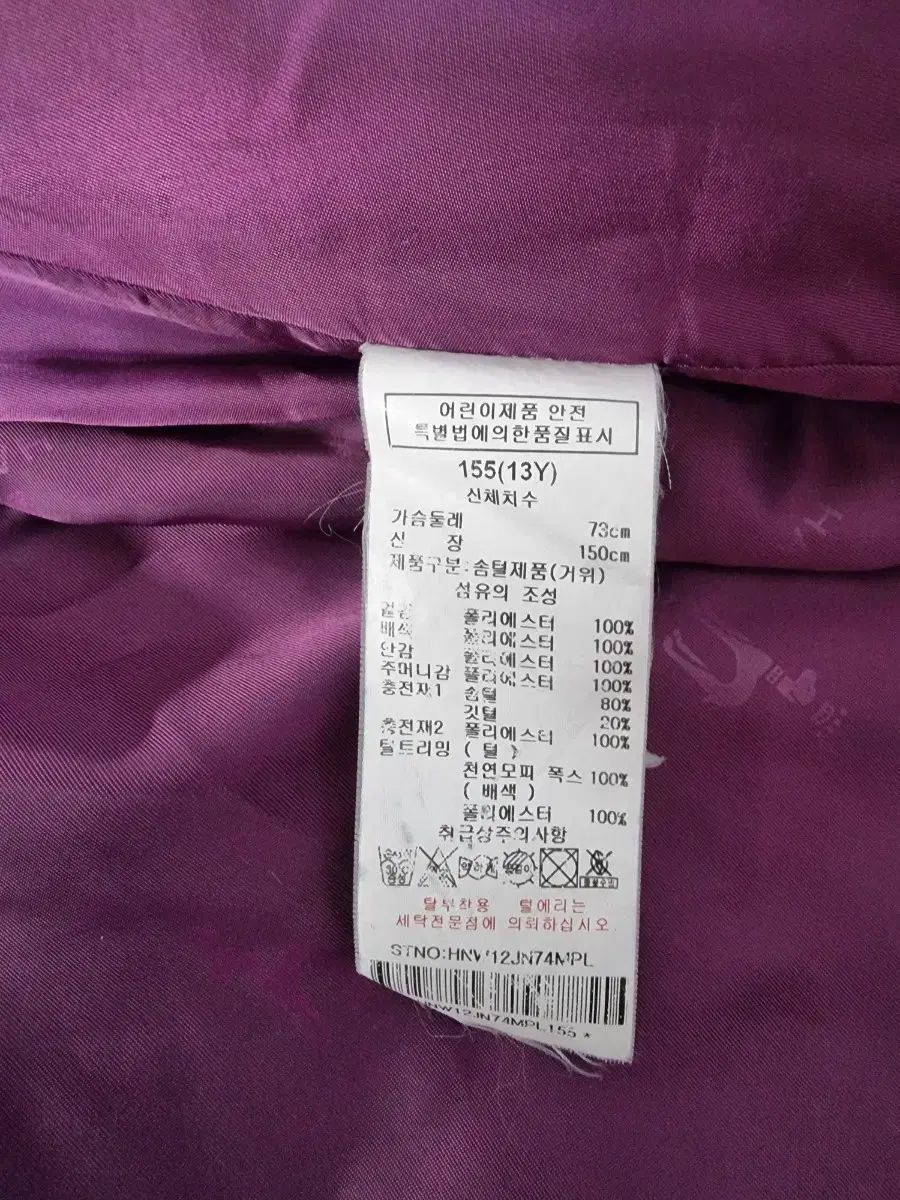 어린이제품 안전
특별법에의한품질표시
155(13Y)
신체치수
가슴둘레 73cm
신 장 150cm
제품구분:솜털제품(거위)
섬유의 조성
겉감 폴리에스터 100%
배색 폴리에스터 100%
안감 폴리에스터 100%
주머니감 폴리에스터 100%
충전재1 솜털 80%
깃털 20%
충전재2 폴리에스터 100%
털트리밍 ( 털 )
천연모피 폭스 100%
( 배색 )
폴리에스터 100%
취급상주의사항
탈부착용 털에리는
세탁전문점에 의뢰하십시오
STNO:HNW12JN74MPL
NW12JN74MPL155 *